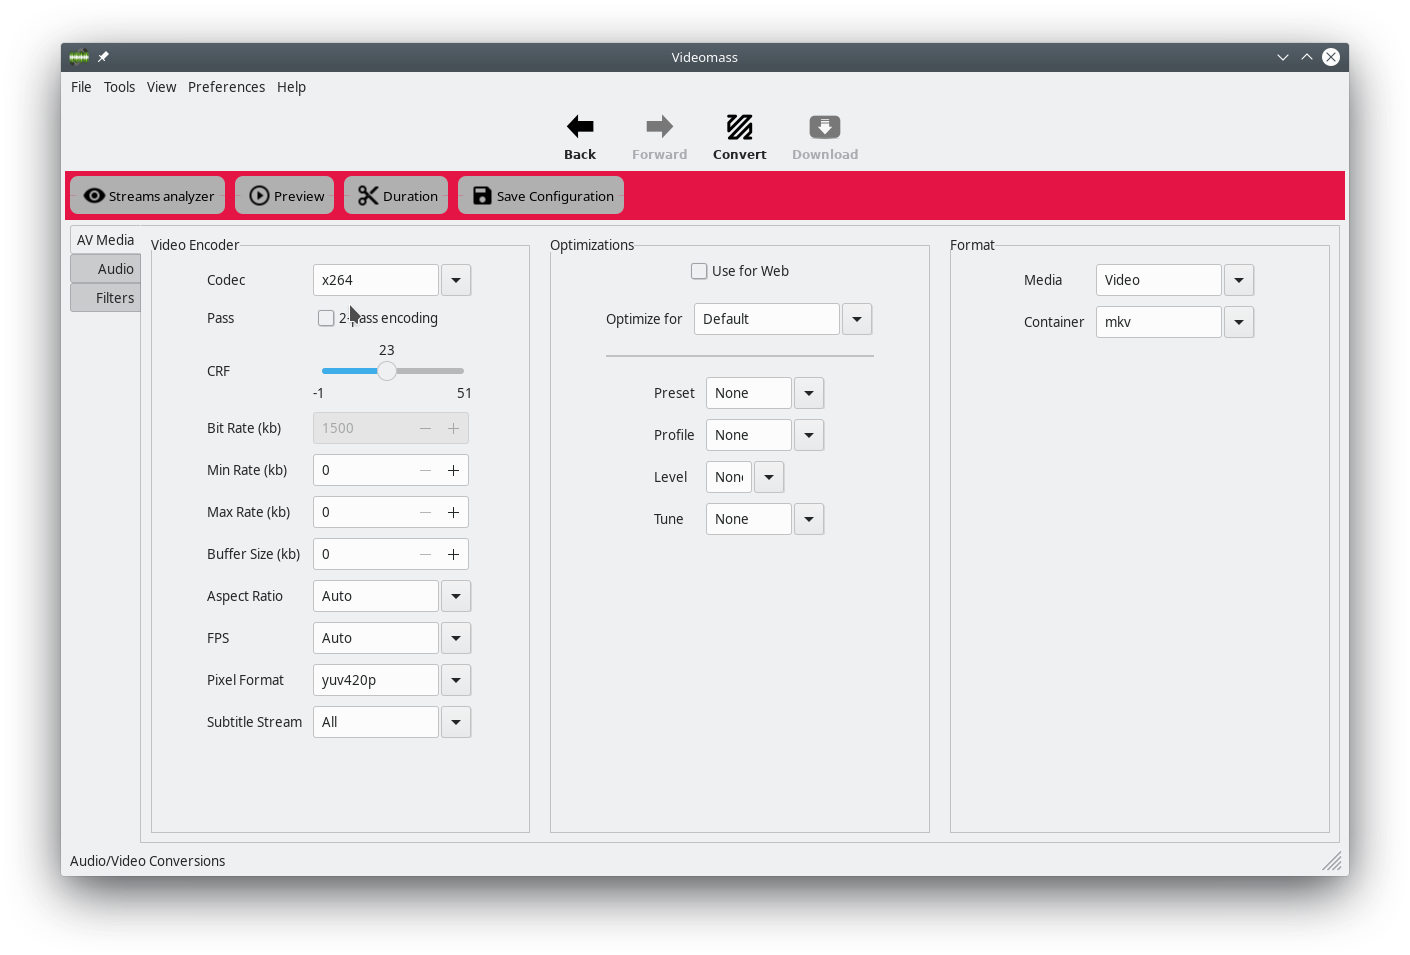 Videomass
File Tools View Preferences Help
Back Forward Convert Download
Streams analyzer Preview Duration Save Configuration
AV Media
Audio
Filters
Video Encoder
Codec x264
Pass 2-pass encoding
23
CRF
-1 51
Bit Rate (kb) 1500
Min Rate (kb) 0
Max Rate (kb) 0
Buffer Size (kb) 0
Aspect Ratio Auto
FPS Auto
Pixel Format yuv420p
Subtitle Stream All
Optimizations
Use for Web
Optimize for Default
Preset None
Profile None
Level None
Tune None
Format
Media Video
Container mkv
Audio/Video Conversions